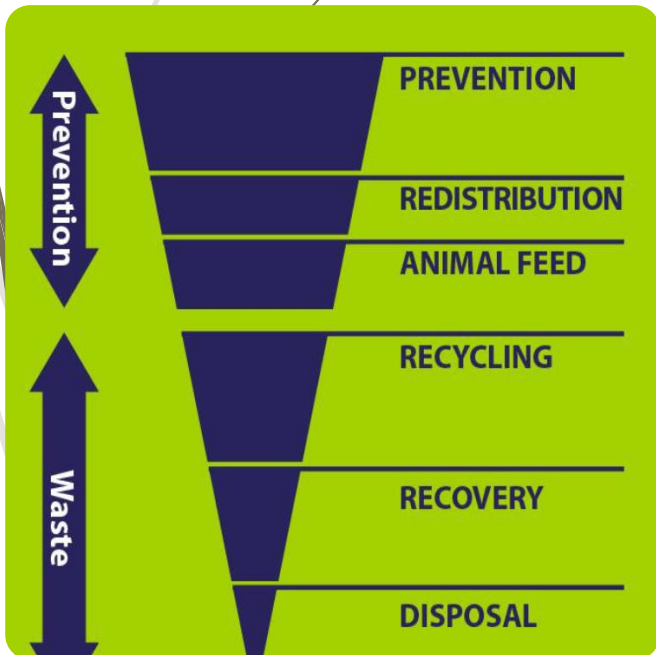 Prevention
PREVENTION
REDISTRIBUTION
ANIMAL FEED
Waste
RECYCLING
RECOVERY
DISPOSAL